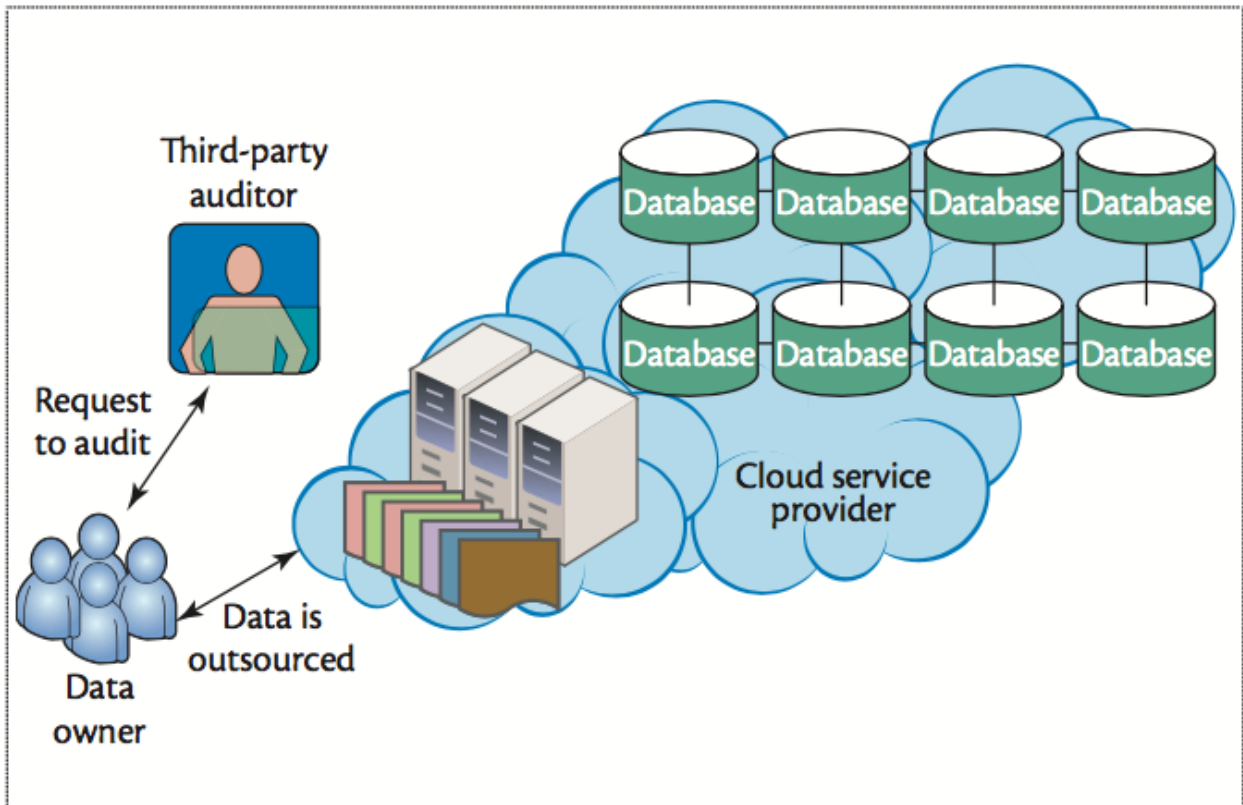 Third-party
auditor
Database Database Database Database
Database Database Database Database
Request
to audit
Cloud service
provider
Data is
outsourced
Data
owner